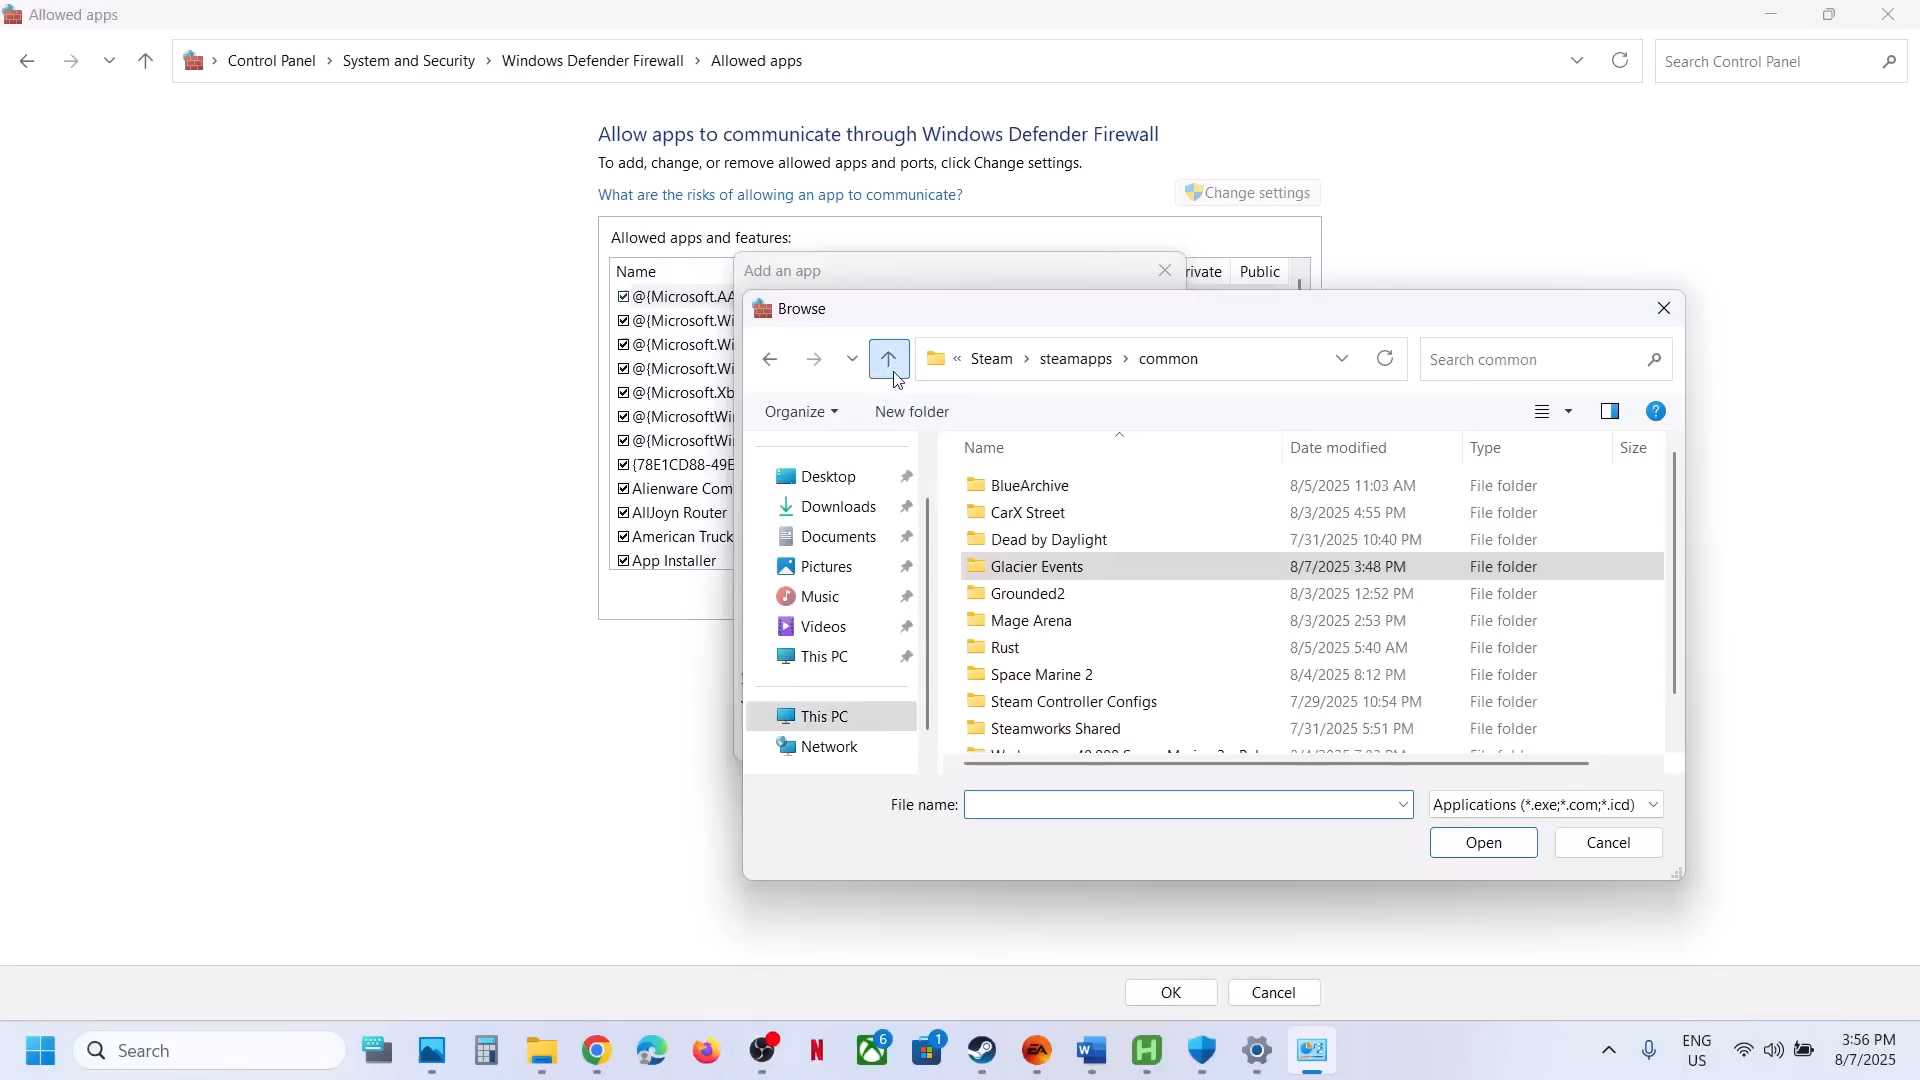 Allowed apps
Control Panel > System and Security > Windows Defender Firewall > Allowed apps
Search Control Panel
Allow apps to communicate through Windows Defender Firewall
To add, change, or remove allowed apps and ports, click Change settings.
What are the risks of allowing an app to communicate?
Change settings
Allowed apps and features:
Name
rivate Public
@{Microsoft.AA
@{Microsoft.Wi
@{Microsoft.Wi
@{Microsoft.Wi
@{Microsoft.Xb
@{MicrosoftWi
@{MicrosoftWi
{78E1CD88-49E
Alienware Com
AllJoyn Router
American Truck
App Installer
Add an app
Browse
« Steam > steamapps > common
Search common
Organize New folder
Desktop
Downloads
Documents
Pictures
Music
Videos
This PC
This PC
Network
Name Date modified Type Size
BlueArchive 8/5/2025 11:03 AM File folder
CarX Street 8/3/2025 4:55 PM File folder
Dead by Daylight 7/31/2025 10:40 PM File folder
Glacier Events 8/7/2025 3:48 PM File folder
Grounded2 8/3/2025 12:52 PM File folder
Mage Arena 8/3/2025 2:53 PM File folder
Rust 8/5/2025 5:40 AM File folder
Space Marine 2 8/4/2025 8:12 PM File folder
Steam Controller Configs 7/29/2025 10:54 PM File folder
Steamworks Shared 7/31/2025 5:51 PM File folder
File name:
Applications (*.exe;*.com;*.icd)
Open Cancel
OK Cancel
Search
6
1
ENG
US
3:56 PM
8/7/2025